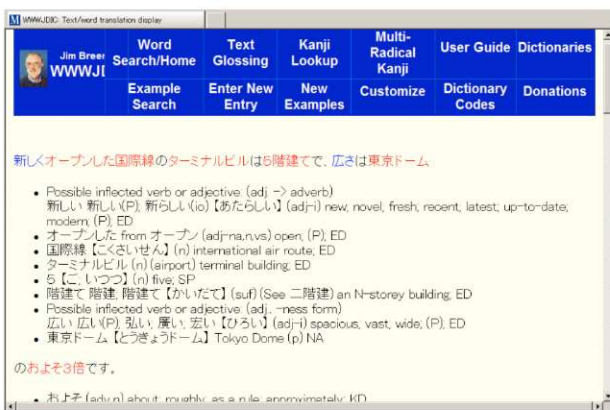 WWWJDIC: Text/word translation display
Jim Breen
WWWJI
Word Search/Home
Text Glossing
Kanji Lookup
Multi-Radical Kanji
User Guide
Dictionaries
Example Search
Enter New Entry
New Examples
Customize
Dictionary Codes
Donations
新しくオープンした国際線のターミナルビルは5階建てで、広さは東京ドーム
• Possible inflected verb or adjective: (adj. -> adverb)
新しい 新しい(P); 新らしい(io) 【あたらしい】 (adj-i) new; novel; fresh; recent; latest; up-to-date;
modern; (P); ED
• オープンした from オープン (adj-na,n,vs) open; (P); ED
• 国際線 【こくさいせん】 (n) international air route; ED
• ターミナルビル (n) (airport) terminal building; ED
• 5 【ご; いつつ】 (n) five; SP
• 階建て 階建; 階建て 【かいだて】 (suf) (See 二階建) an N-storey building; ED
• Possible inflected verb or adjective: (adj. -ness form)
広い 広い(P); 弘い; 廣い; 宏い 【ひろい】 (adj-i) spacious; vast; wide; (P); ED
• 東京ドーム 【とうきょうドーム】 Tokyo Dome (p) NA
のおよそ3倍です。
• およそ (adv,n) about; roughly; as a rule; approximately; KD